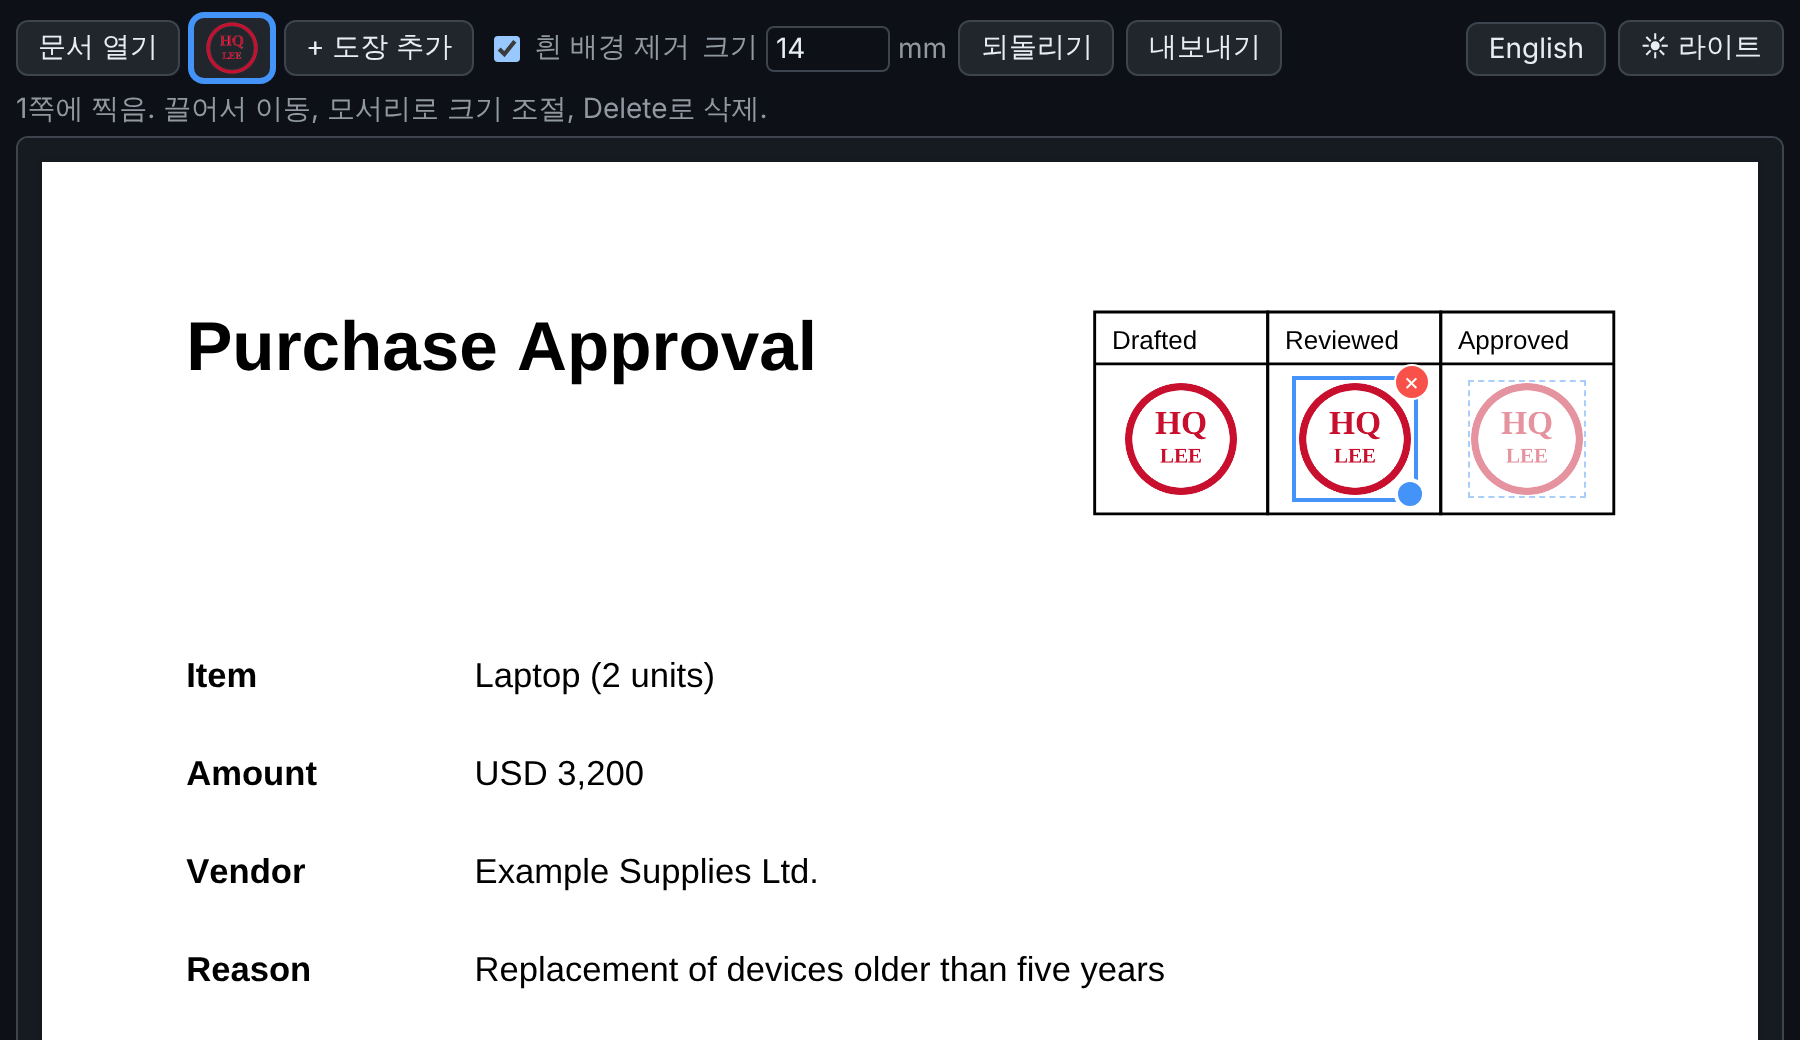 문서 열기 HQ LEE + 도장 추가 흰 배경 제거 크기 14 mm 되돌리기 내보내기 English 라이트
1쪽에 찍음. 끌어서 이동, 모서리로 크기 조절, Delete로 삭제.
Purchase Approval
Drafted Reviewed Approved
HQ HQ HQ
LEE LEE LEE
Item Laptop (2 units)
Amount USD 3,200
Vendor Example Supplies Ltd.
Reason Replacement of devices older than five years